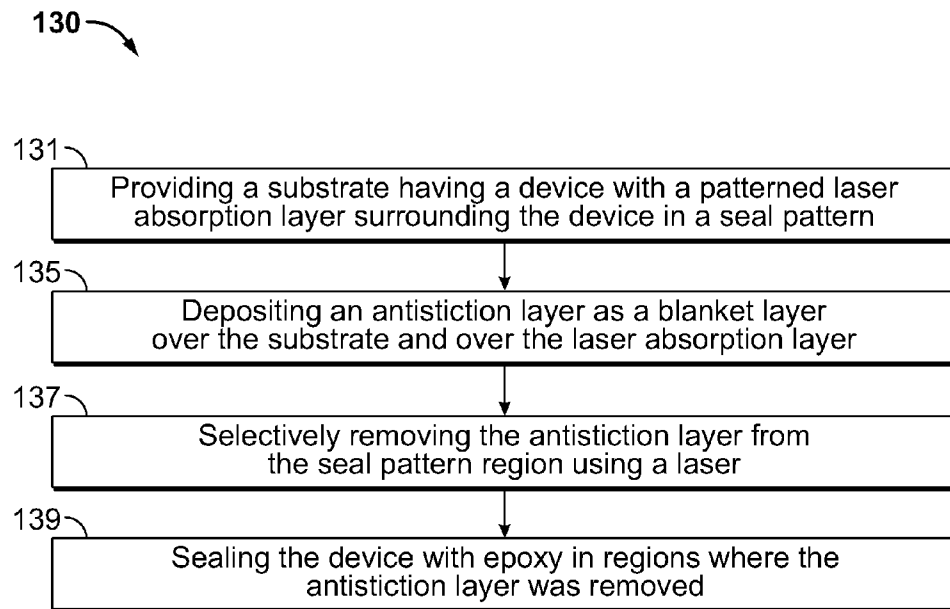 130
131
Providing a substrate having a device with a patterned laser
absorption layer surrounding the device in a seal pattern
135
Depositing an antistiction layer as a blanket layer
over the substrate and over the laser absorption layer
137
Selectively removing the antistiction layer from
the seal pattern region using a laser
139
Sealing the device with epoxy in regions where the
antistiction layer was removed